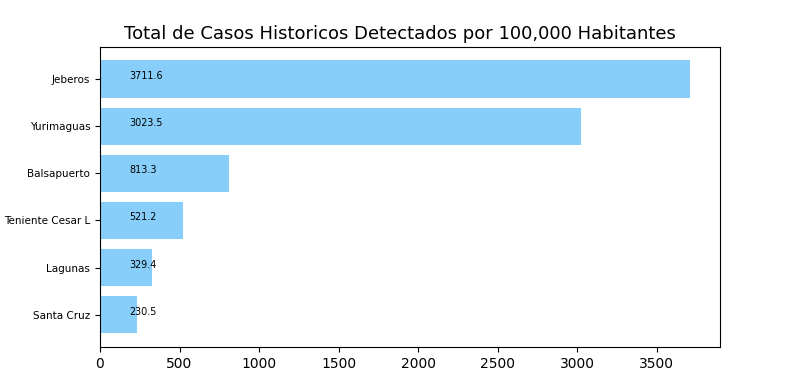 Total de Casos Historicos Detectados por 100,000 Habitantes
Jeberos 3711.6
Yurimaguas 3023.5
Balsapuerto 813.3
Teniente Cesar L 521.2
Lagunas 329.4
Santa Cruz 230.5
0 500 1000 1500 2000 2500 3000 3500